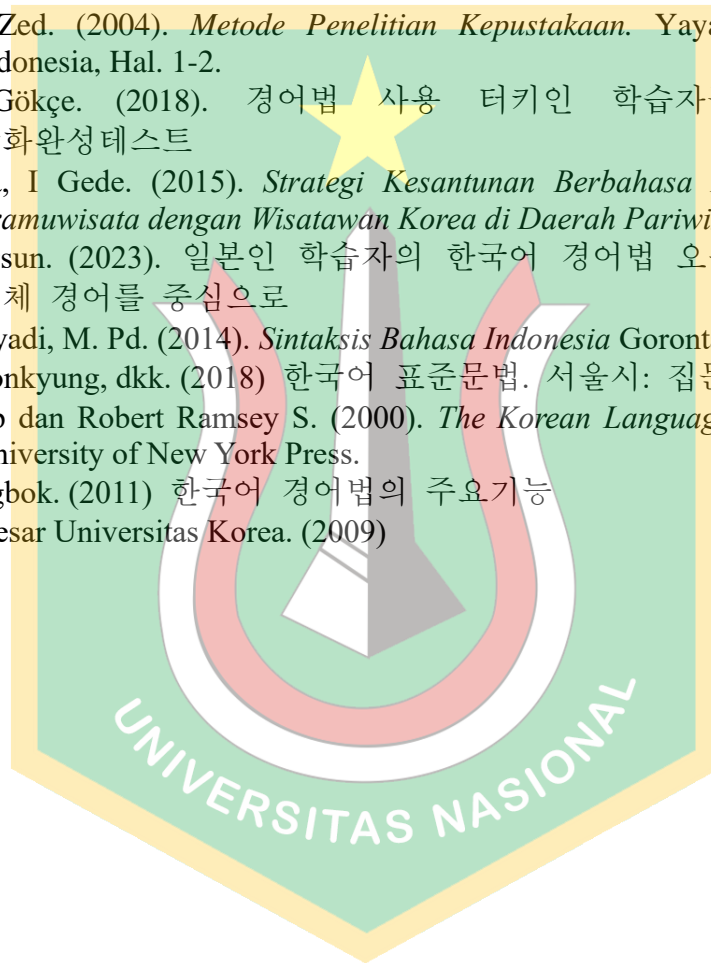 Zed. (2004). Metode Penelitian Kepustakaan. Yaya
donesia, Hal. 1-2.
Gökçe. (2018). 경어법 사용 터키인 학습자
화완성테스트
, I Gede. (2015). Strategi Kesantunan Berbahasa
ramuwisata dengan Wisatawan Korea di Daerah Pariwi
sun. (2023). 일본인 학습자의 한국어 경어법 오
체 경어를 중심으로
yadi, M. Pd. (2014). Sintaksis Bahasa Indonesia Goront
onkyung, dkk. (2018) 한국어 표준문법. 서울시: 집문
o dan Robert Ramsey S. (2000). The Korean Languag
niversity of New York Press.
gbok. (2011) 한국어 경어법의 주요기능
esar Universitas Korea. (2009)
UNIVERSITAS NASIONAL